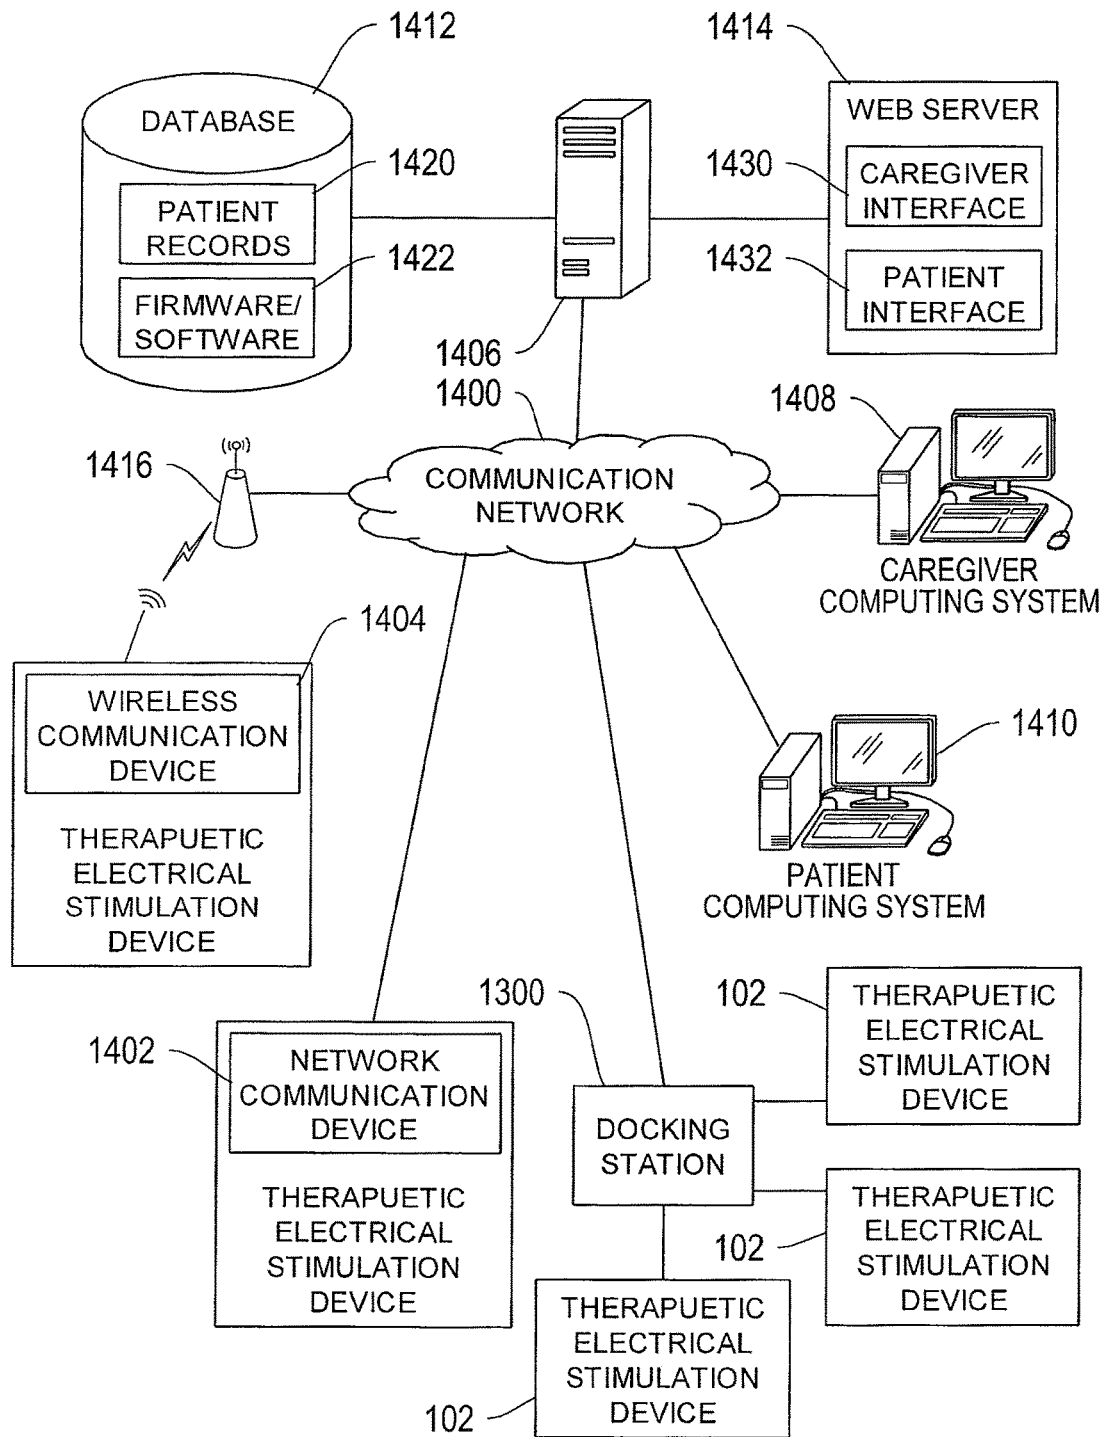 1412
1414
DATABASE
WEB SERVER
1420
PATIENT
RECORDS
1430
CAREGIVER
INTERFACE
1422
FIRMWARE/
SOFTWARE
1432
PATIENT
INTERFACE
1406
1400
1408
1416
COMMUNICATION
NETWORK
CAREGIVER
COMPUTING SYSTEM
1404
WIRELESS
COMMUNICATION
DEVICE
THERAPUETIC
ELECTRICAL
STIMULATION
DEVICE
1410
PATIENT
COMPUTING SYSTEM
1402
NETWORK
COMMUNICATION
DEVICE
THERAPUETIC
ELECTRICAL
STIMULATION
DEVICE
1300
DOCKING
STATION
102
THERAPUETIC
ELECTRICAL
STIMULATION
DEVICE
102
THERAPUETIC
ELECTRICAL
STIMULATION
DEVICE
102
THERAPUETIC
ELECTRICAL
STIMULATION
DEVICE